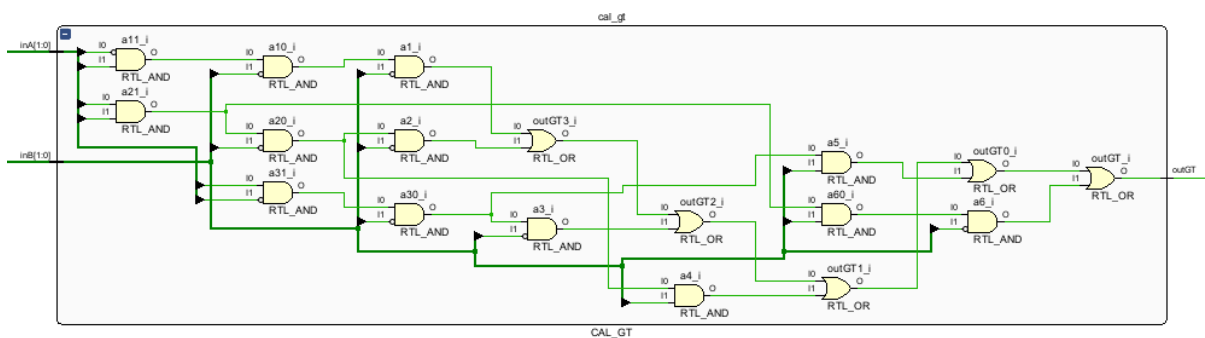 cal_gt
inA[1:0]
inB[1:0]
a11_i
I0
I1
O
RTL_AND
a10_i
I0
I1
O
RTL_AND
a1_i
I0
I1
O
RTL_AND
a21_i
I0
I1
O
RTL_AND
a20_i
I0
I1
O
RTL_AND
a2_i
I0
I1
O
RTL_AND
outGT3_i
I0
I1
O
RTL_OR
a31_i
I0
I1
O
RTL_AND
a30_i
I0
I1
O
RTL_AND
a3_i
I0
I1
O
RTL_AND
outGT2_i
I0
I1
O
RTL_OR
a4_i
I0
I1
O
RTL_AND
outGT1_i
I0
I1
O
RTL_OR
a5_i
I0
I1
O
RTL_AND
a60_i
I0
I1
O
RTL_AND
outGT0_i
I0
I1
O
RTL_OR
a6_i
I0
I1
O
RTL_AND
outGT_i
I0
I1
O
RTL_OR
outGT
CAL_GT